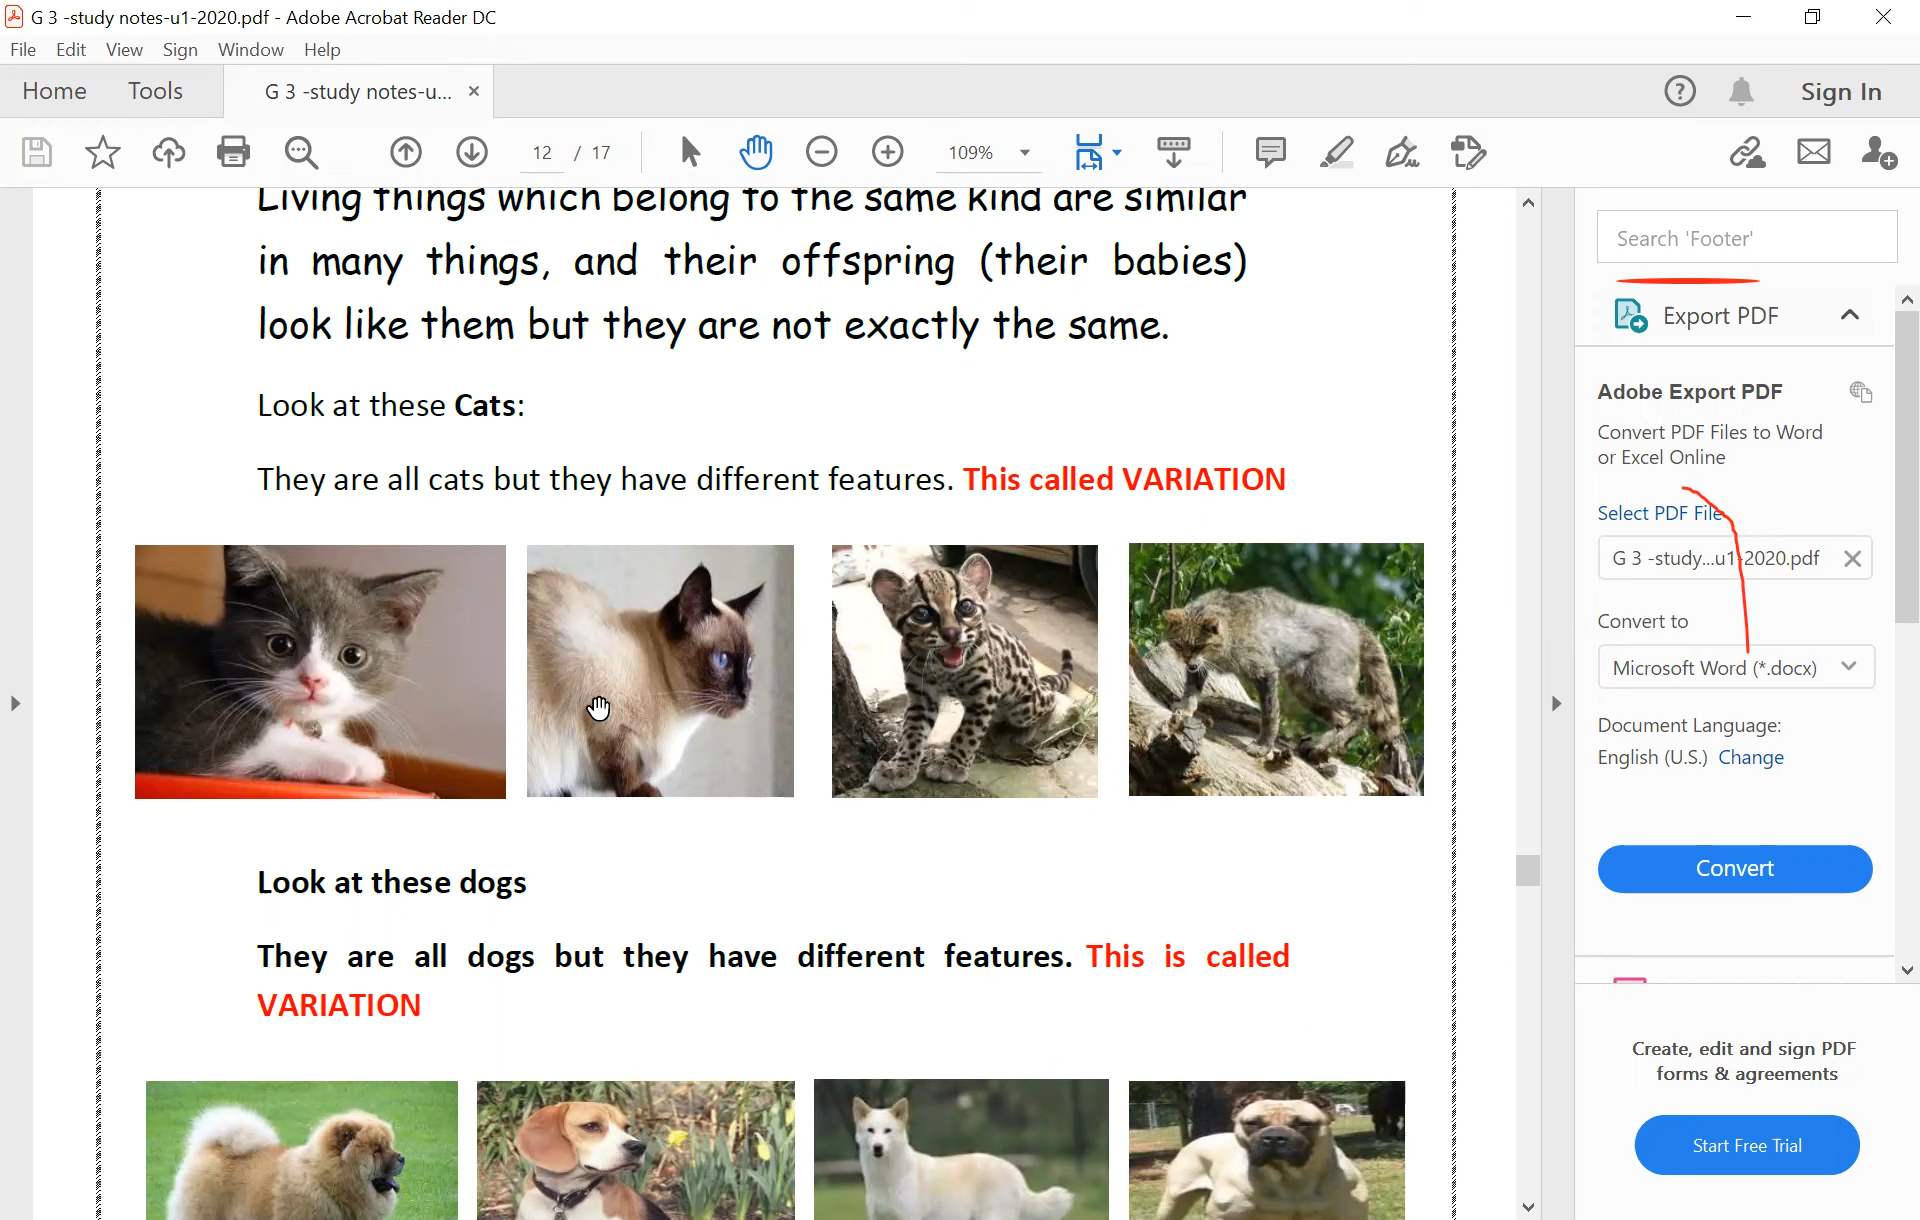 G 3 -study notes-u1-2020.pdf - Adobe Acrobat Reader DC
File Edit View Sign Window Help
Home Tools G 3 -study notes-u... × Sign In
12 / 17 109%
Living things which belong to the same kind are similar
in many things, and their offspring (their babies)
look like them but they are not exactly the same.
Look at these Cats:
They are all cats but they have different features. This called VARIATION
Look at these dogs
They are all dogs but they have different features. This is called
VARIATION
Search 'Footer'
Export PDF
Adobe Export PDF
Convert PDF Files to Word
or Excel Online
Select PDF File
G 3 -study...u1-2020.pdf
Convert to
Microsoft Word (*.docx)
Document Language:
English (U.S.) Change
Convert
Create, edit and sign PDF
forms & agreements
Start Free Trial